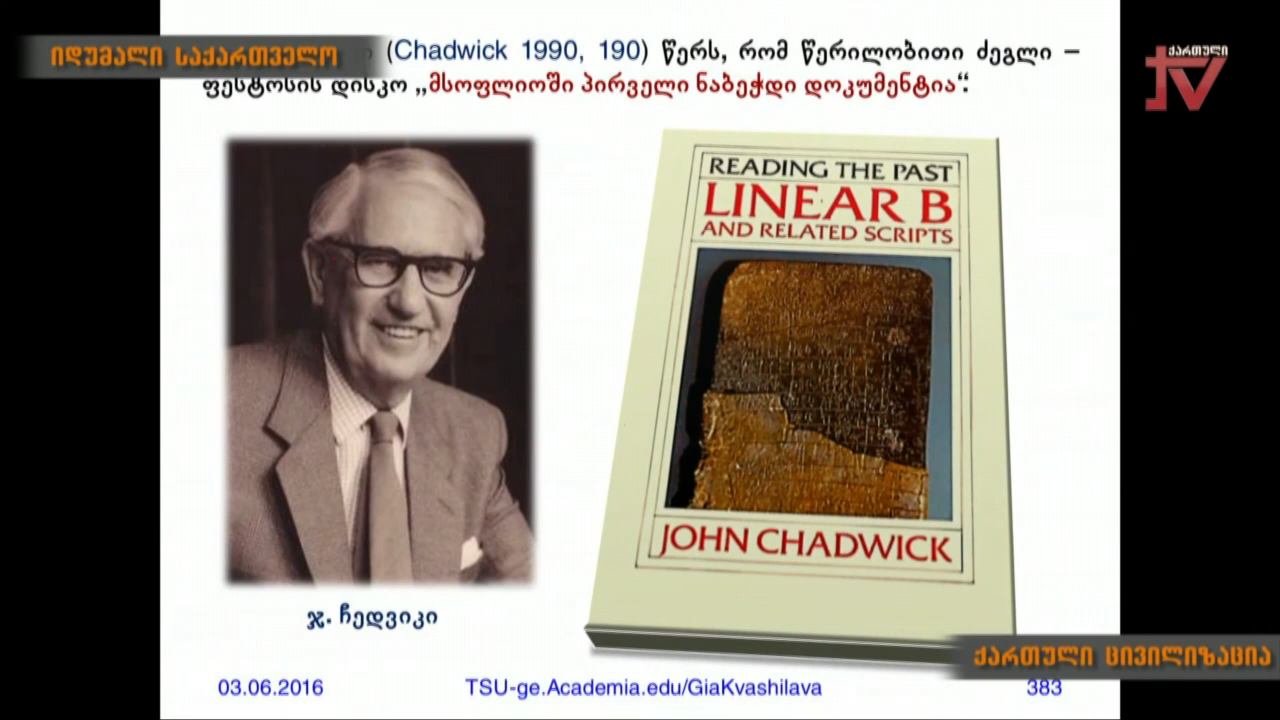 იდუმალი საქართველო
(Chadwick 1990, 190) წერს, რომ წერილობითი ძეგლი –
ფესტოსის დისკო „მსოფლიოში პირველი ნაბეჭდი დოკუმენტია“.
ქართული
TV
READING THE PAST
LINEAR B
AND RELATED SCRIPTS
JOHN CHADWICK
ჯ. ჩედვიკი
ქართული ცივილიზაცია
03.06.2016
TSU-ge.Academia.edu/GiaKvashilava
383